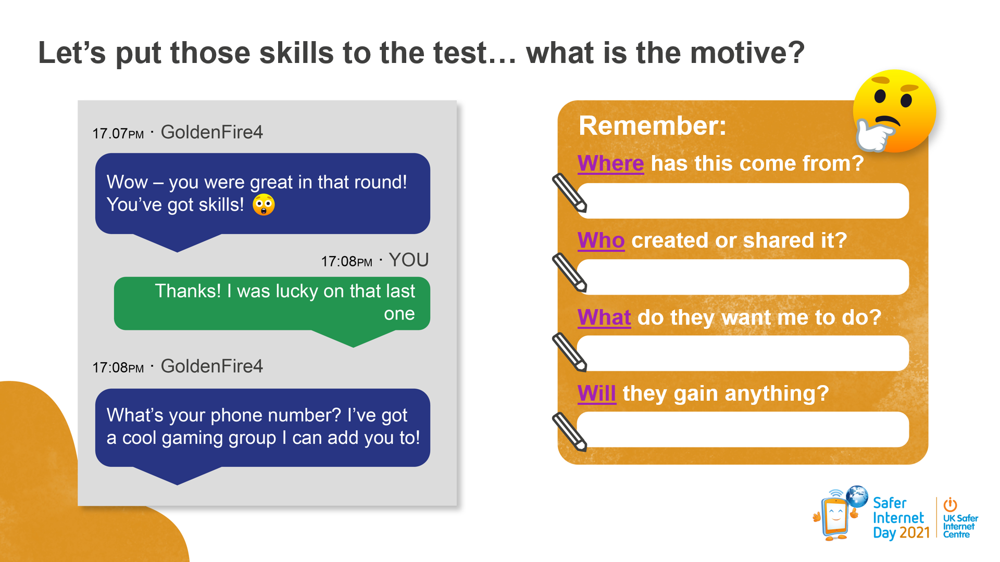 Let’s put those skills to the test… what is the motive?
17.07PM · GoldenFire4
Wow – you were great in that round!
You’ve got skills! 😲
17:08PM · YOU
Thanks! I was lucky on that last
one
17:08PM · GoldenFire4
What’s your phone number? I’ve got
a cool gaming group I can add you to!
Remember:
Where has this come from?
Who created or shared it?
What do they want me to do?
Will they gain anything?
Safer
Internet
Day 2021
UK Safer
Internet
Centre